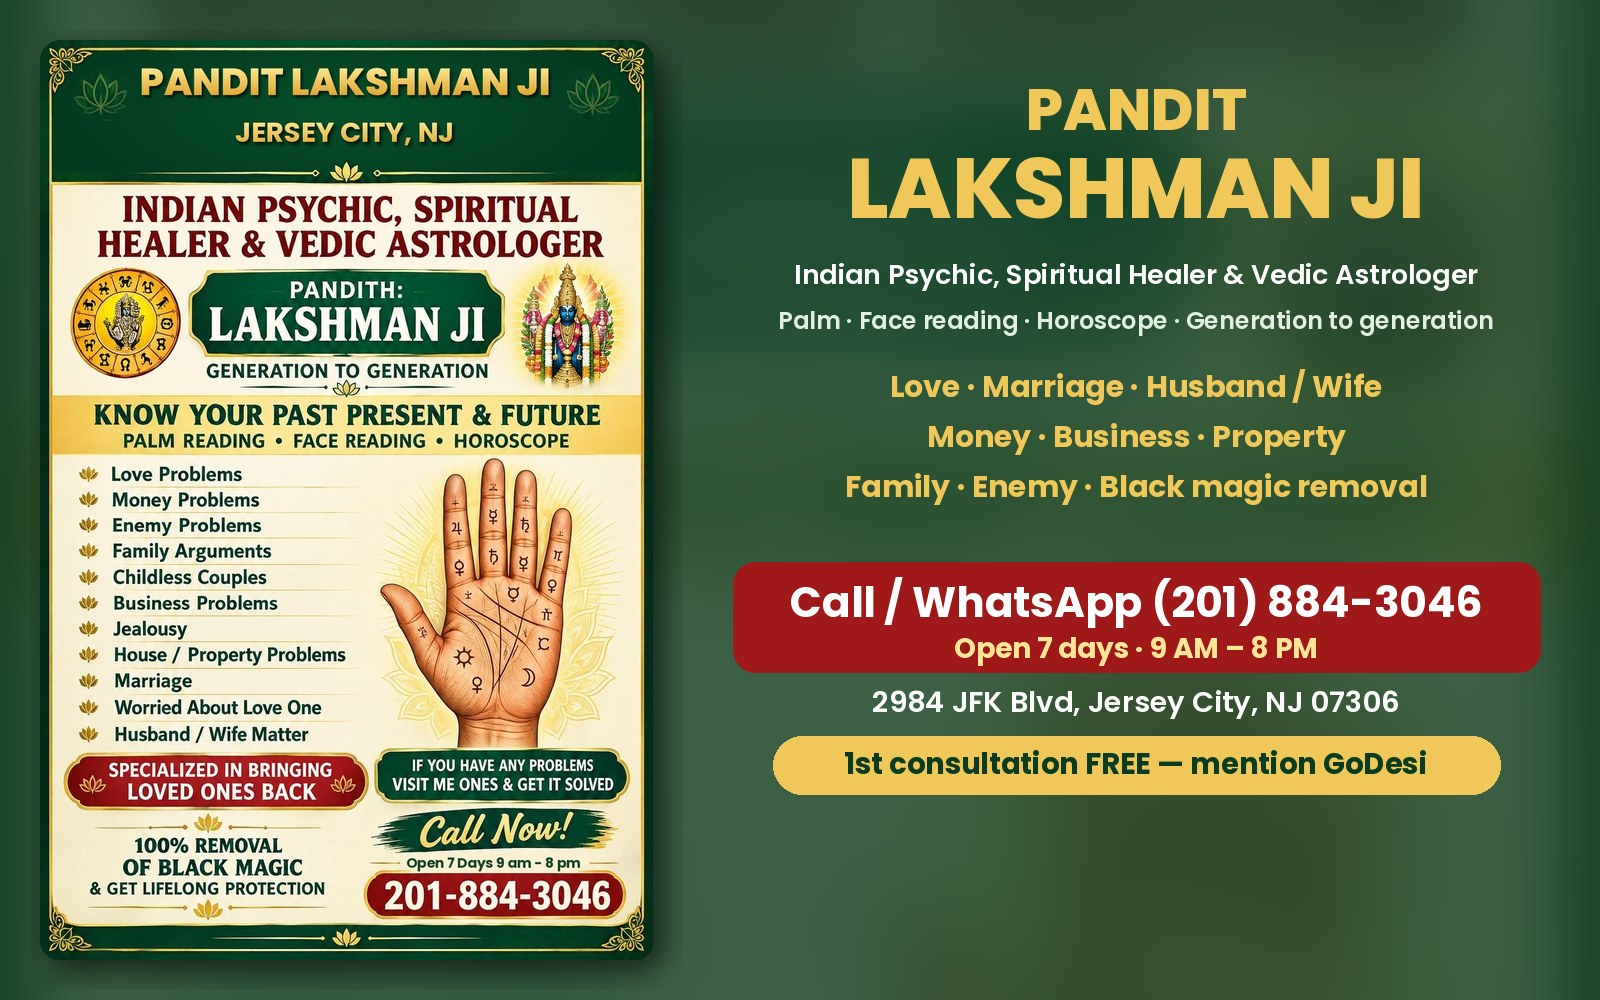 PANDIT LAKSHMAN JI
JERSEY CITY, NJ
INDIAN PSYCHIC, SPIRITUAL
HEALER & VEDIC ASTROLOGER
PANDITH:
LAKSHMAN JI
GENERATION TO GENERATION
KNOW YOUR PAST PRESENT & FUTURE
PALM READING • FACE READING • HOROSCOPE
Love Problems
Money Problems
Enemy Problems
Family Arguments
Childless Couples
Business Problems
Jealousy
House / Property Problems
Marriage
Worried About Love One
Husband / Wife Matter
SPECIALIZED IN BRINGING
LOVED ONES BACK
100% REMOVAL
OF BLACK MAGIC
& GET LIFELONG PROTECTION
IF YOU HAVE ANY PROBLEMS
VISIT ME ONES & GET IT SOLVED
Call Now!
Open 7 Days 9 am - 8 pm
201-884-3046
PANDIT
LAKSHMAN JI
Indian Psychic, Spiritual Healer & Vedic Astrologer
Palm · Face reading · Horoscope · Generation to generation
Love · Marriage · Husband / Wife
Money · Business · Property
Family · Enemy · Black magic removal
Call / WhatsApp (201) 884-3046
Open 7 days · 9 AM – 8 PM
2984 JFK Blvd, Jersey City, NJ 07306
1st consultation FREE — mention GoDesi